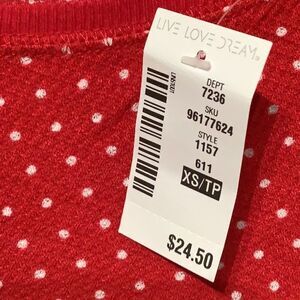 LIVE LOVE DREAM®
DEPT
7236
SKU
96177624
STYLE
1157
611
XS/TP
$24.50